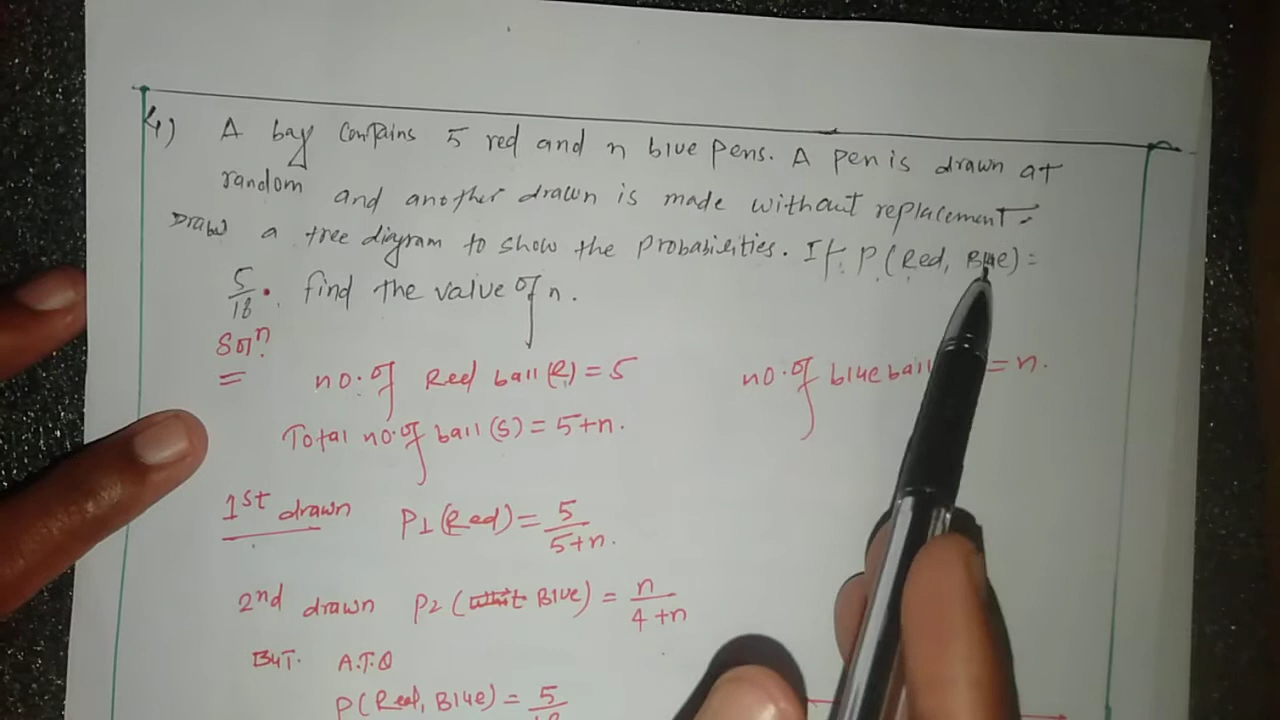 4) A bag contains 5 red and n blue pens. A pen is drawn at
random and another drawn is made without replacement.
Draw a tree diagram to show the probabilities. If P(Red, Blue) =
5/18. find the value of n.
Solⁿ
no. of Red ball (R) = 5 no. of blue ball = n.
Total no. of ball (S) = 5+n.
1st drawn P1 (Red) = 5/5+n.
2nd drawn P2 (Blue) = n/4+n
But. A.T.Q
P(Red, Blue) = 5/18